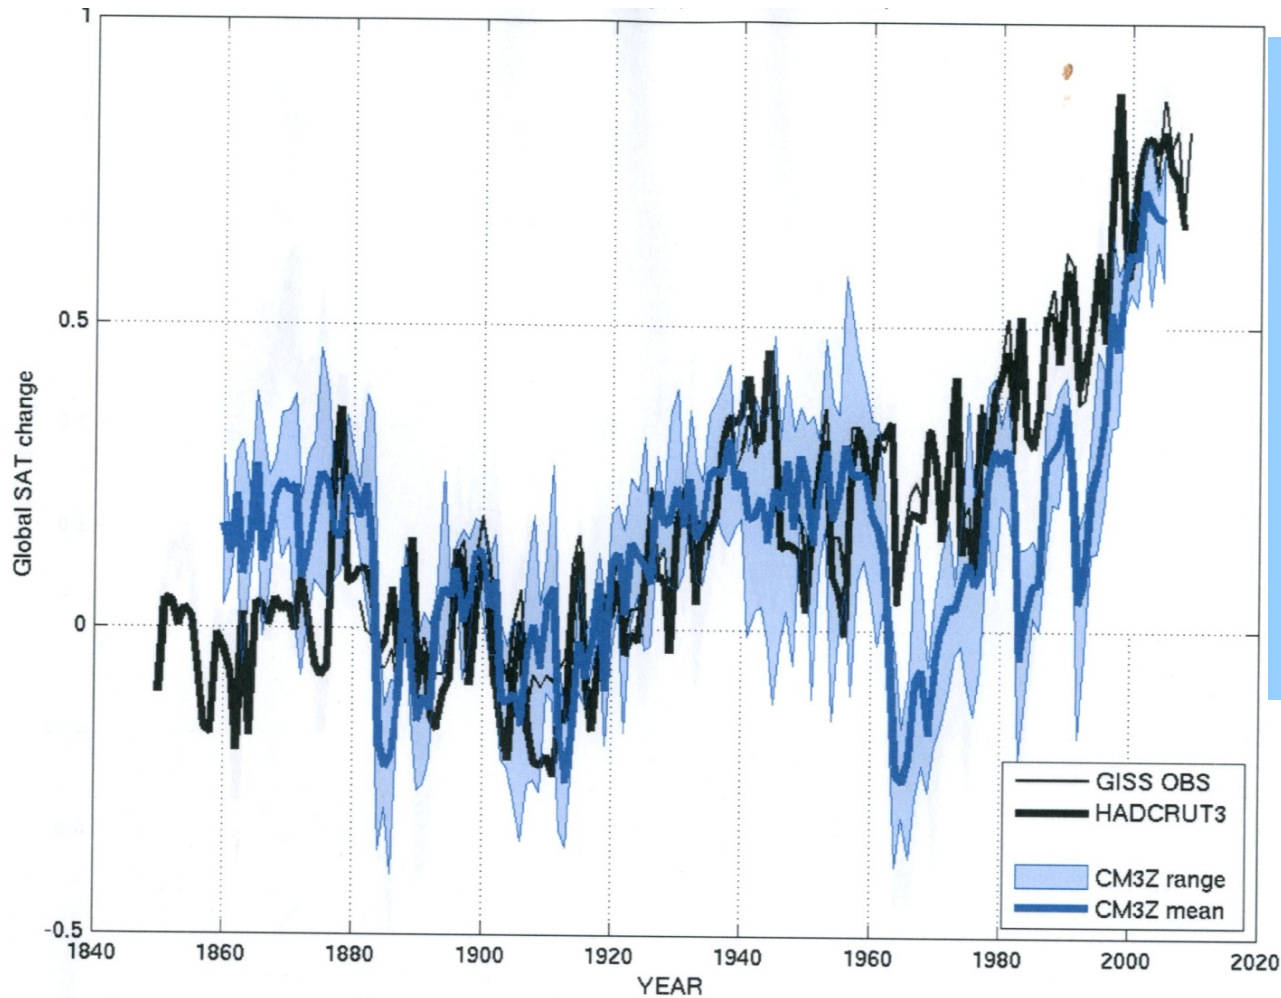 1
0.5
0
-0.5
Global SAT change
1840 1860 1880 1900 1920 1940 1960 1980 2000 2020
YEAR
GISS OBS
HADCRUT3
CM3Z range
CM3Z mean